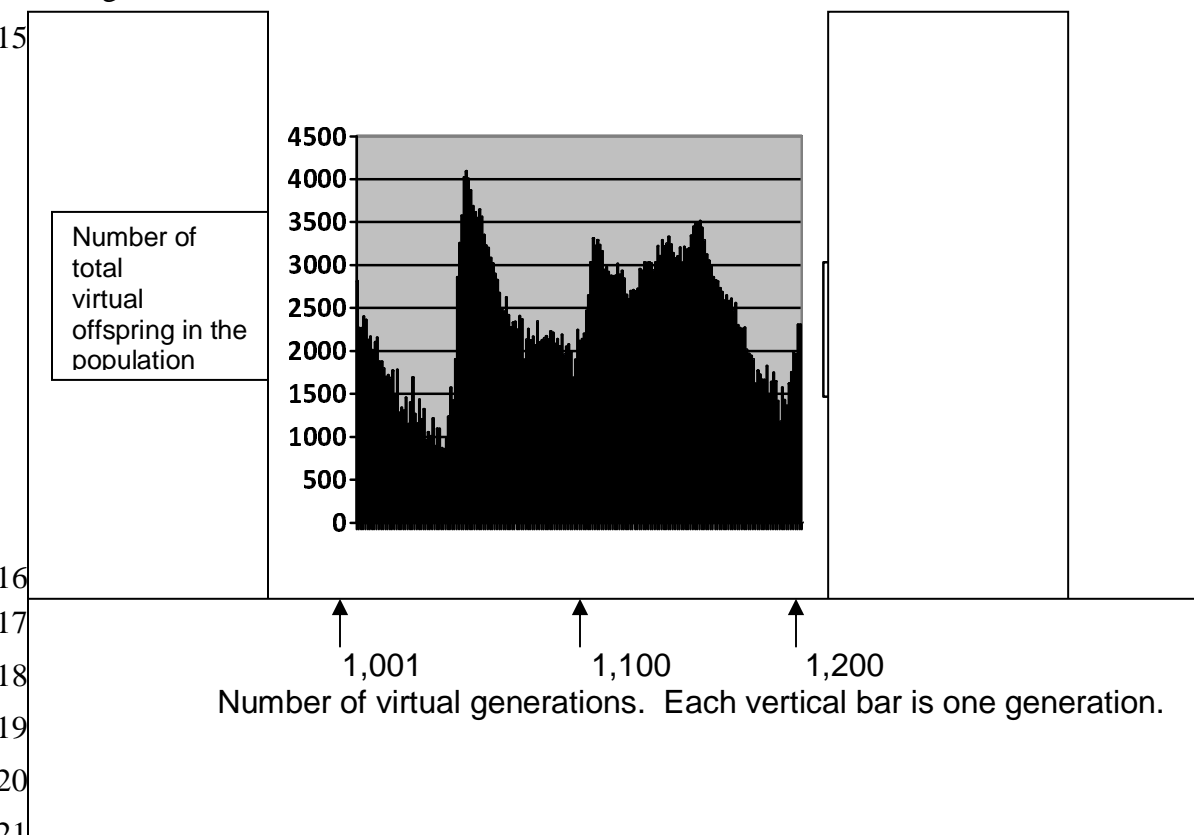 15
4500
4000
3500
3000
2500
2000
1500
1000
500
0
Number of
total
virtual
offspring in the
population
16
17
1,001 1,100 1,200
18
Number of virtual generations. Each vertical bar is one generation.
19
20
21